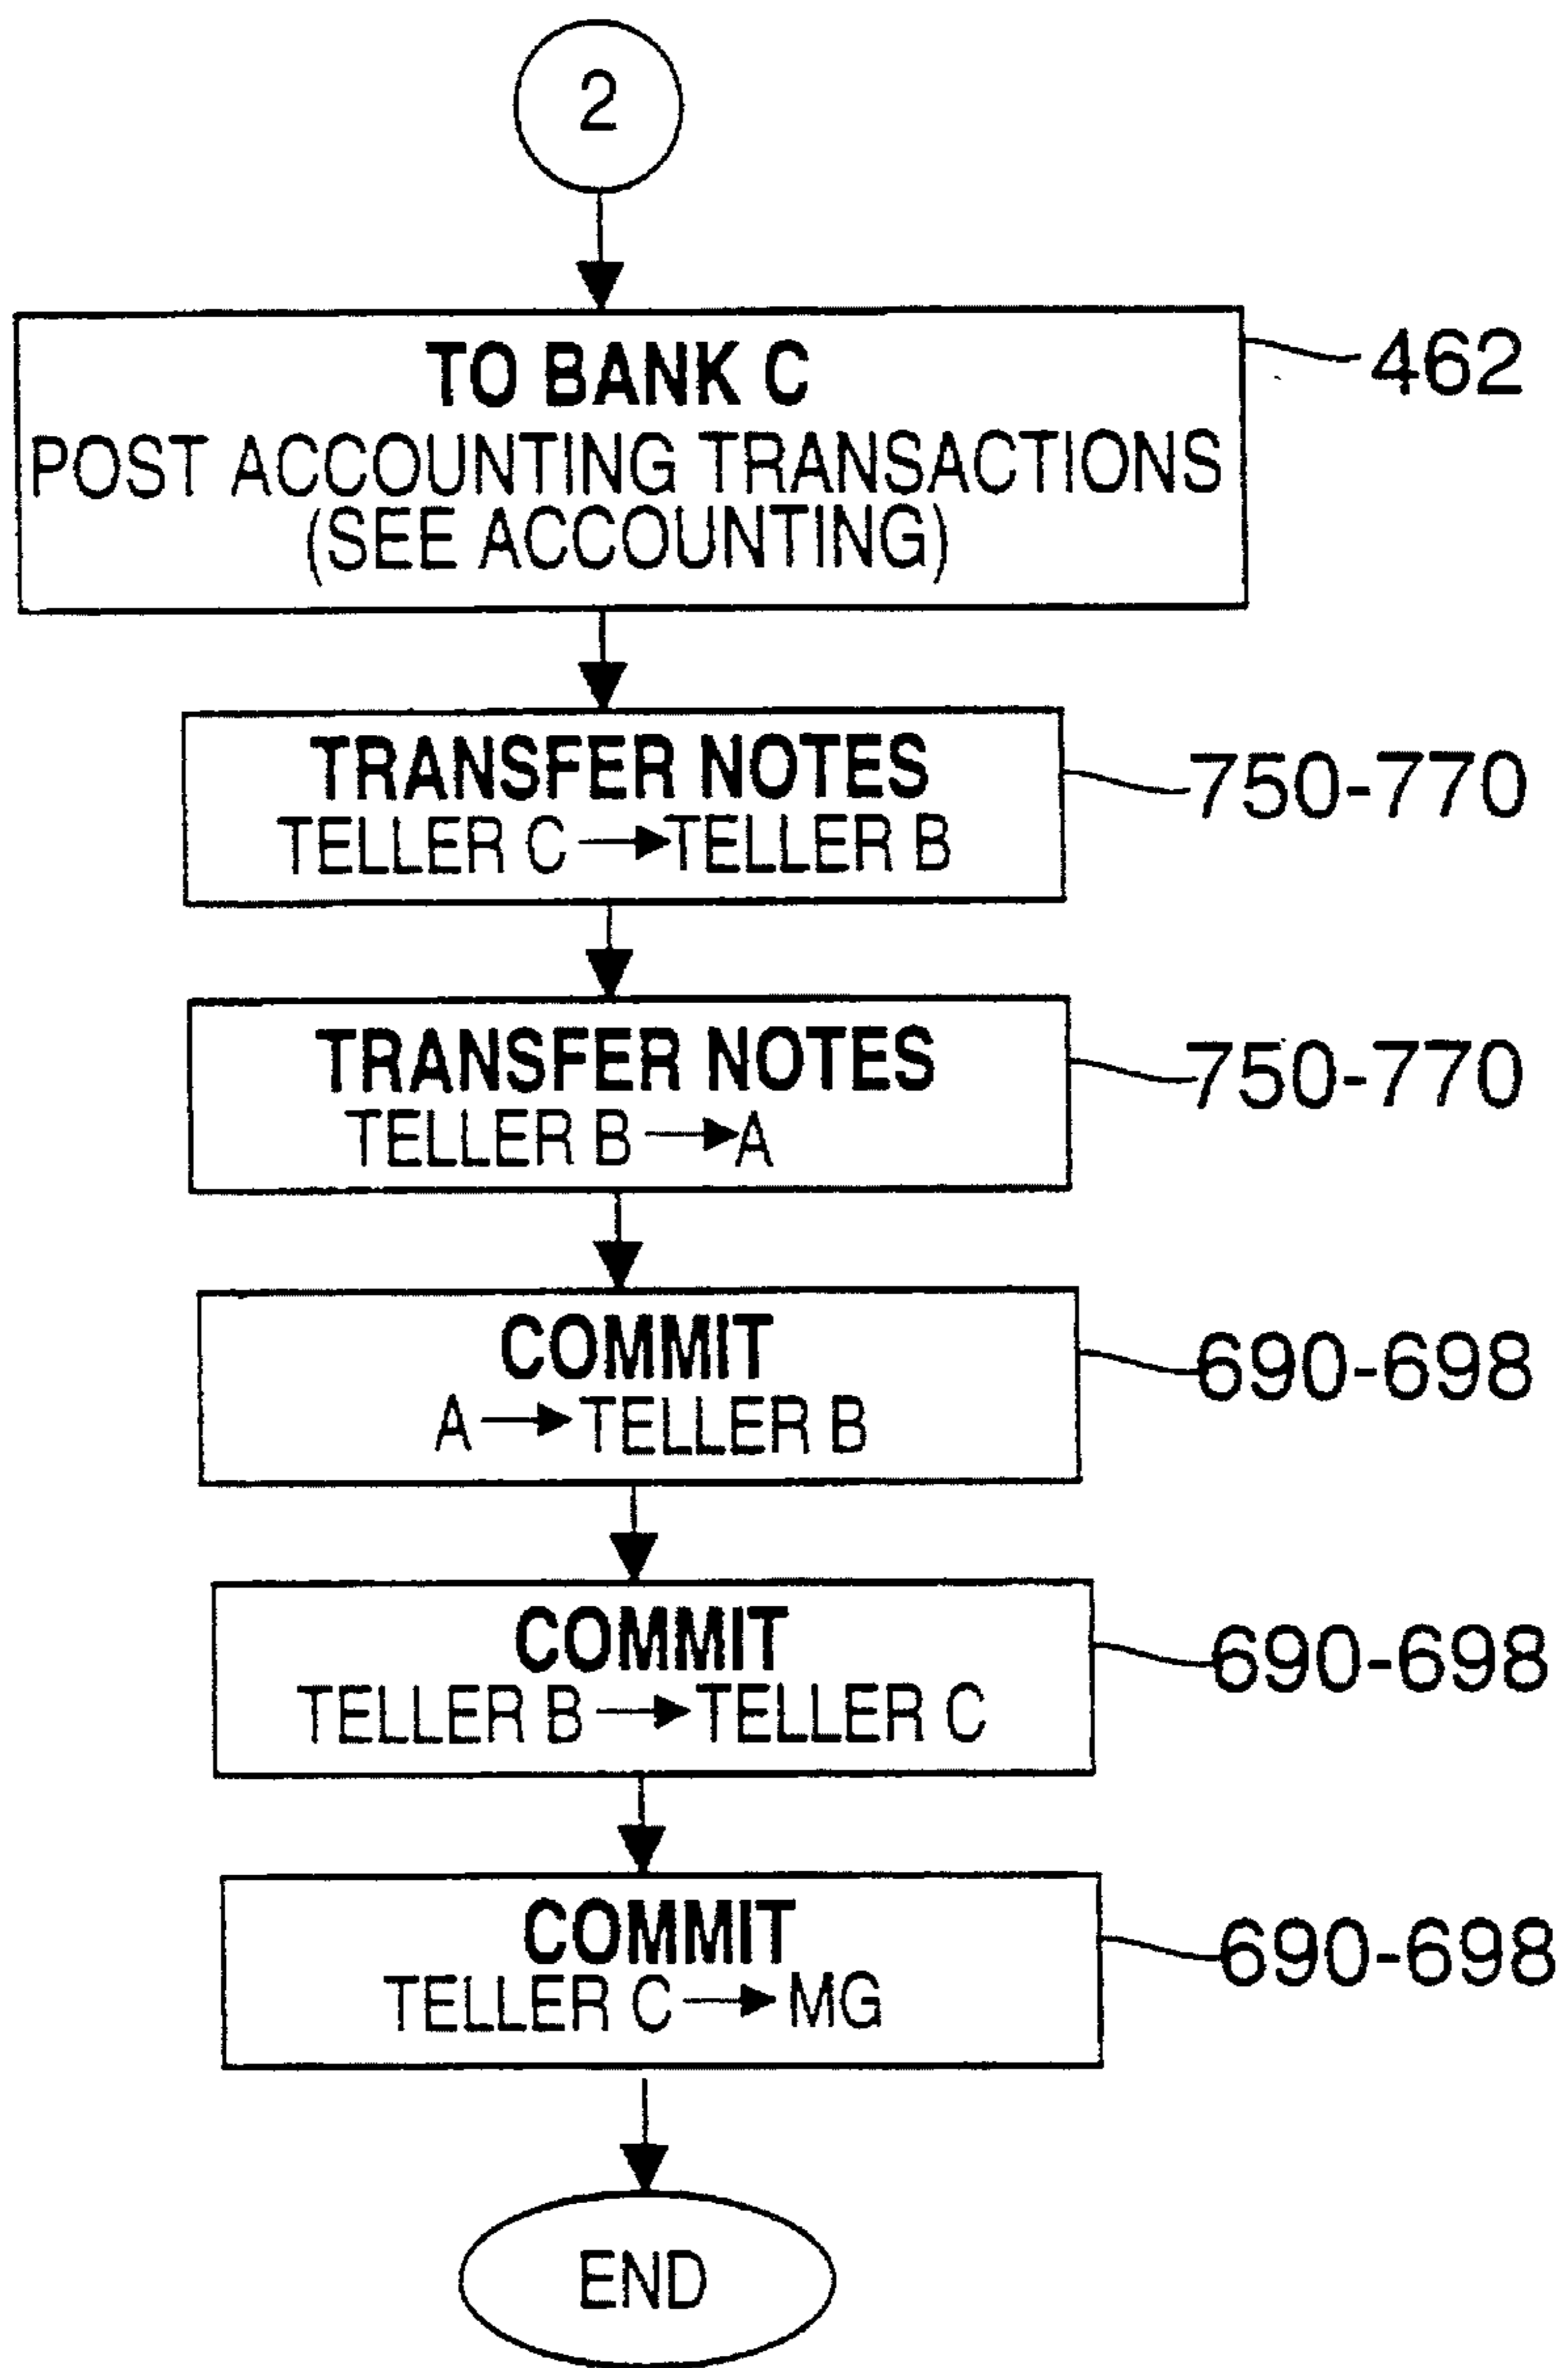 2
TO BANK C
462
POST ACCOUNTING TRANSACTIONS
(SEE ACCOUNTING)
TRANSFER NOTES
750-770
TELLER C → TELLER B
TRANSFER NOTES
750-770
TELLER B → A
COMMIT
690-698
A → TELLER B
COMMIT
690-698
TELLER B → TELLER C
COMMIT
690-698
TELLER C → MG
END